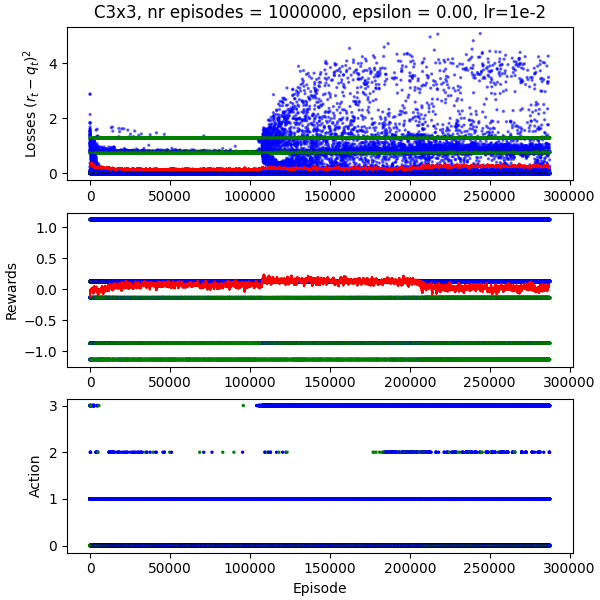 C3x3, nr episodes = 1000000, epsilon = 0.00, lr=1e-2
Losses $(r_t - q_t)^2$
4
2
0
0 50000 100000 150000 200000 250000 300000
Rewards
1.0
0.5
0.0
−0.5
−1.0
0 50000 100000 150000 200000 250000 300000
Action
3
2
1
0
0 50000 100000 150000 200000 250000 300000
Episode